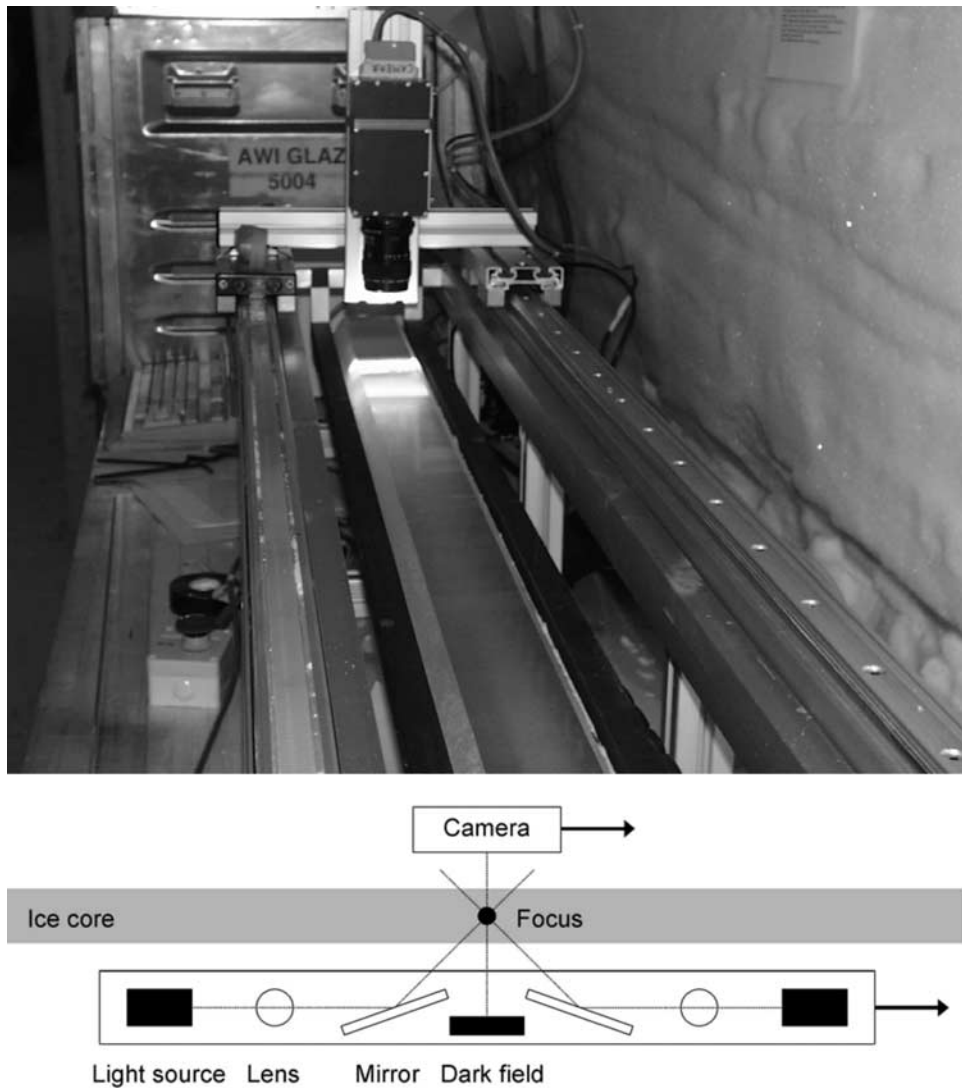 AWI GLAZ
5004
Camera
Ice core
Focus
Light source
Lens
Mirror
Dark field